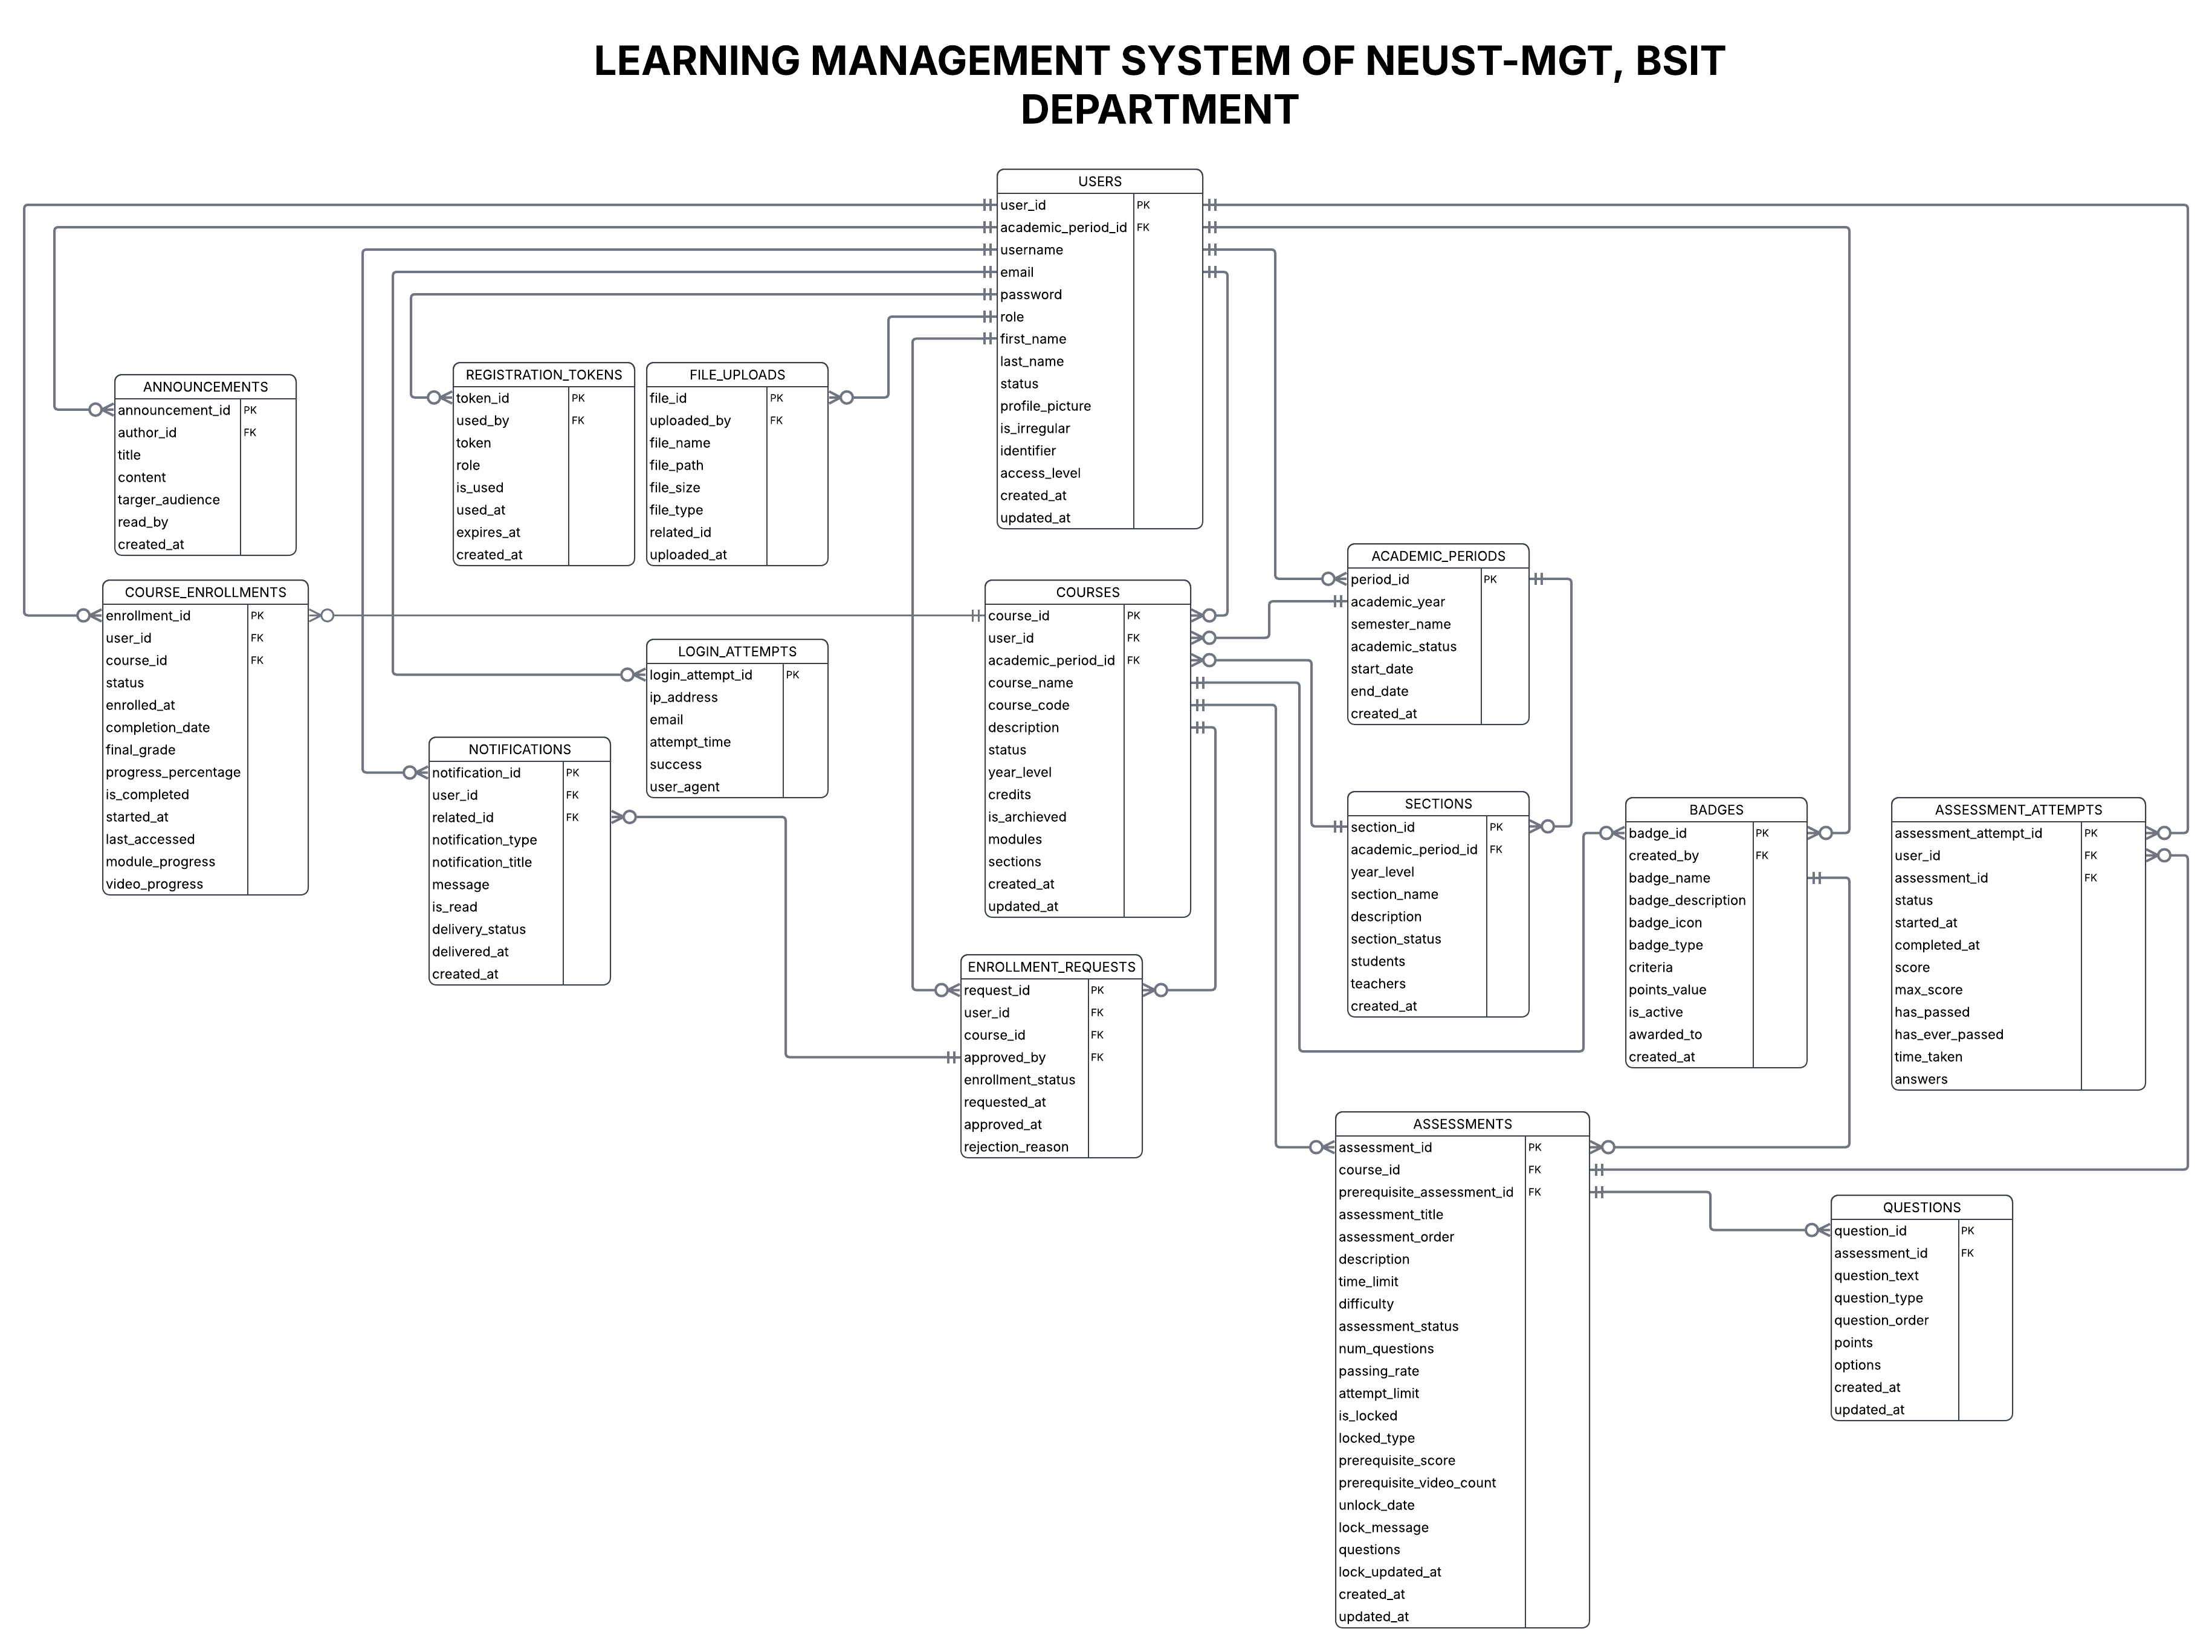 LEARNING MANAGEMENT SYSTEM OF NEUST-MGT, BSIT
DEPARTMENT
USERS
user_id PK
academic_period_id FK
username
email
password
role
first_name
last_name
status
profile_picture
is_irregular
identifier
access_level
created_at
updated_at
ANNOUNCEMENTS
announcement_id PK
author_id FK
title
content
targer_audience
read_by
created_at
REGISTRATION_TOKENS
token_id PK
used_by FK
token
role
is_used
used_at
expires_at
created_at
FILE_UPLOADS
file_id PK
uploaded_by FK
file_name
file_path
file_size
file_type
related_id
uploaded_at
ACADEMIC_PERIODS
period_id PK
academic_year
semester_name
academic_status
start_date
end_date
created_at
COURSE_ENROLLMENTS
enrollment_id PK
user_id FK
course_id FK
status
enrolled_at
completion_date
final_grade
progress_percentage
is_completed
started_at
last_accessed
module_progress
video_progress
COURSES
course_id PK
user_id FK
academic_period_id FK
course_name
course_code
description
status
year_level
credits
is_archieved
modules
sections
created_at
updated_at
LOGIN_ATTEMPTS
login_attempt_id PK
ip_address
email
attempt_time
success
user_agent
NOTIFICATIONS
notification_id PK
user_id FK
related_id FK
notification_type
notification_title
message
is_read
delivery_status
delivered_at
created_at
SECTIONS
section_id PK
academic_period_id FK
year_level
section_name
description
section_status
students
teachers
created_at
BADGES
badge_id PK
created_by FK
badge_name
badge_description
badge_icon
badge_type
criteria
points_value
is_active
awarded_to
created_at
ASSESSMENT_ATTEMPTS
assessment_attempt_id PK
user_id FK
assessment_id FK
status
started_at
completed_at
score
max_score
has_passed
has_ever_passed
time_taken
answers
ENROLLMENT_REQUESTS
request_id PK
user_id FK
course_id FK
approved_by FK
enrollment_status
requested_at
approved_at
rejection_reason
ASSESSMENTS
assessment_id PK
course_id FK
prerequisite_assessment_id FK
assessment_title
assessment_order
description
time_limit
difficulty
assessment_status
num_questions
passing_rate
attempt_limit
is_locked
locked_type
prerequisite_score
prerequisite_video_count
unlock_date
lock_message
questions
lock_updated_at
created_at
updated_at
QUESTIONS
question_id PK
assessment_id FK
question_text
question_type
question_order
points
options
created_at
updated_at